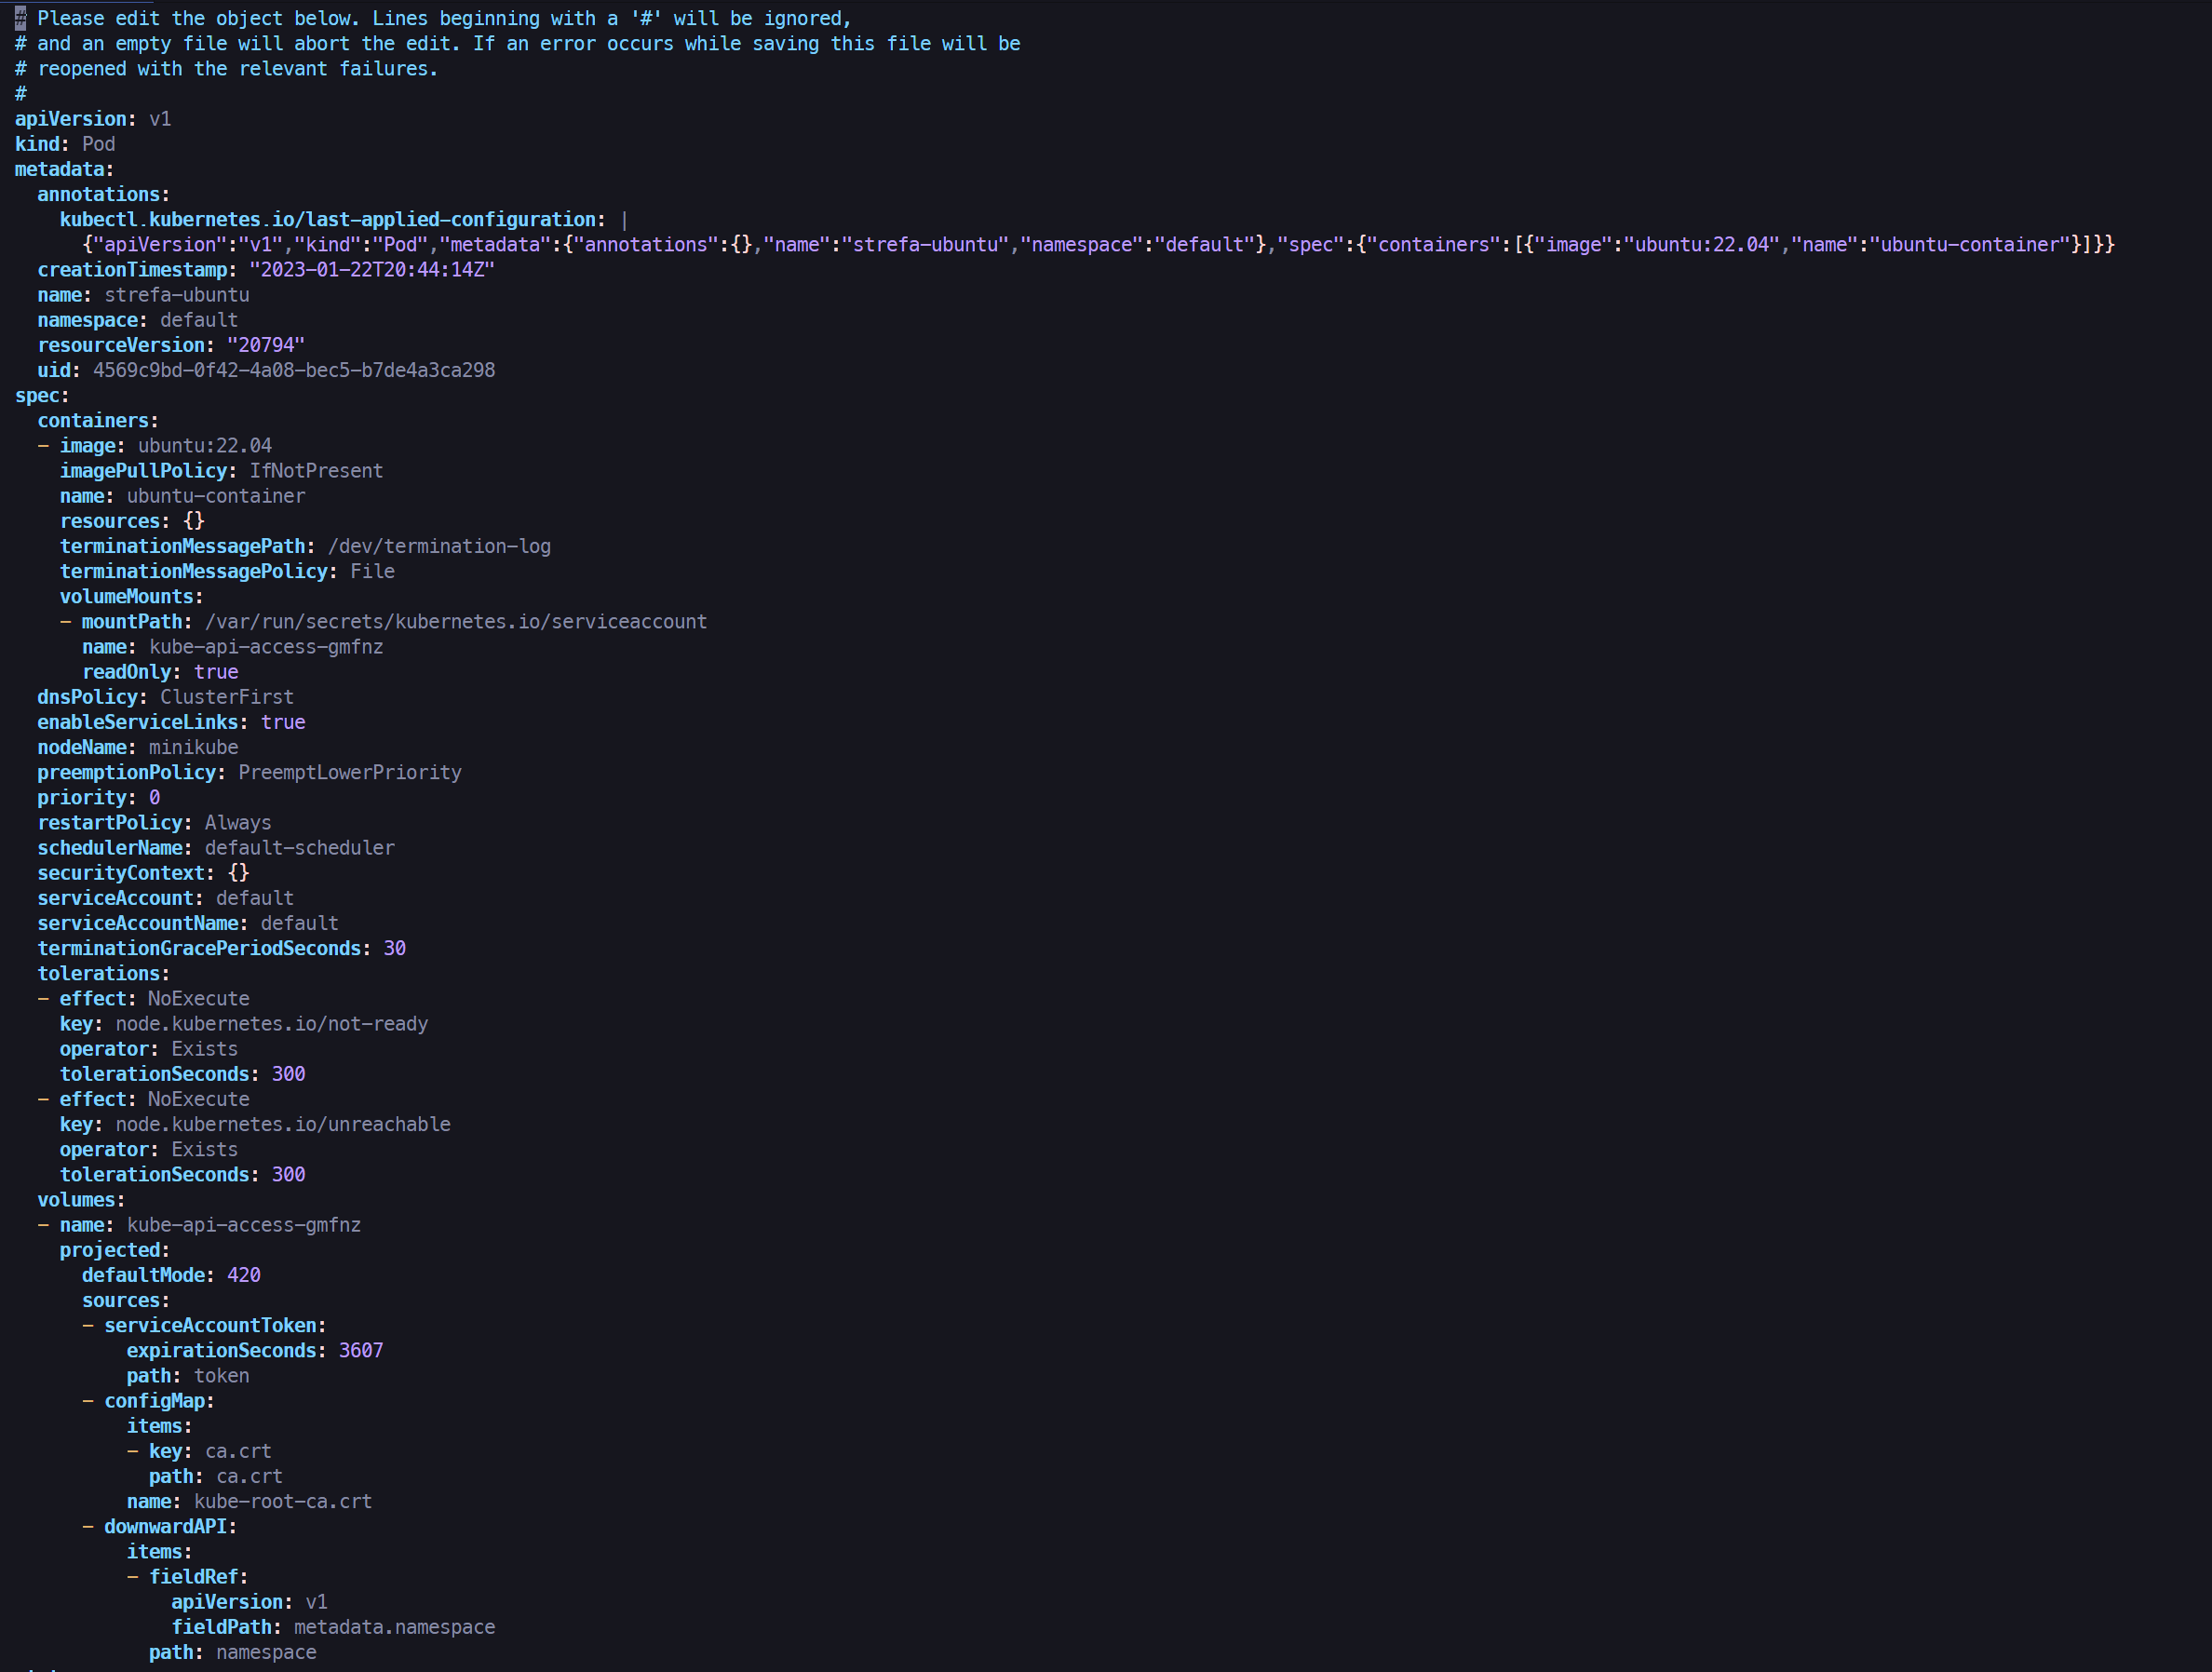 # Please edit the object below. Lines beginning with a '#' will be ignored,
# and an empty file will abort the edit. If an error occurs while saving this file will be
# reopened with the relevant failures.
#
apiVersion: v1
kind: Pod
metadata:
  annotations:
    kubectl.kubernetes.io/last-applied-configuration: |
      {"apiVersion":"v1","kind":"Pod","metadata":{"annotations":{},"name":"strefa-ubuntu","namespace":"default"},"spec":{"containers":[{"image":"ubuntu:22.04","name":"ubuntu-container"}]}}
  creationTimestamp: "2023-01-22T20:44:14Z"
  name: strefa-ubuntu
  namespace: default
  resourceVersion: "20794"
  uid: 4569c9bd-0f42-4a08-bec5-b7de4a3ca298
spec:
  containers:
  - image: ubuntu:22.04
    imagePullPolicy: IfNotPresent
    name: ubuntu-container
    resources: {}
    terminationMessagePath: /dev/termination-log
    terminationMessagePolicy: File
    volumeMounts:
    - mountPath: /var/run/secrets/kubernetes.io/serviceaccount
      name: kube-api-access-gmfnz
      readOnly: true
  dnsPolicy: ClusterFirst
  enableServiceLinks: true
  nodeName: minikube
  preemptionPolicy: PreemptLowerPriority
  priority: 0
  restartPolicy: Always
  schedulerName: default-scheduler
  securityContext: {}
  serviceAccount: default
  serviceAccountName: default
  terminationGracePeriodSeconds: 30
  tolerations:
  - effect: NoExecute
    key: node.kubernetes.io/not-ready
    operator: Exists
    tolerationSeconds: 300
  - effect: NoExecute
    key: node.kubernetes.io/unreachable
    operator: Exists
    tolerationSeconds: 300
  volumes:
  - name: kube-api-access-gmfnz
    projected:
      defaultMode: 420
      sources:
      - serviceAccountToken:
          expirationSeconds: 3607
          path: token
      - configMap:
          items:
          - key: ca.crt
            path: ca.crt
          name: kube-root-ca.crt
      - downwardAPI:
          items:
          - fieldRef:
              apiVersion: v1
              fieldPath: metadata.namespace
            path: namespace